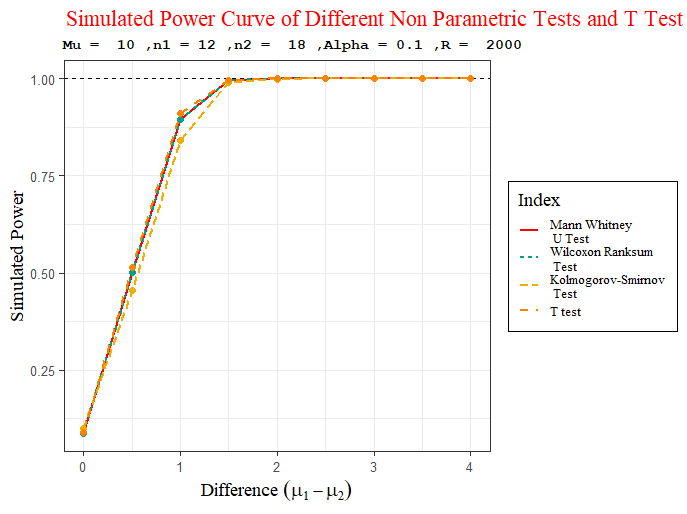 Simulated Power Curve of Different Non Parametric Tests and T Test
Mu =  10 ,n1 = 12 ,n2 =  18 ,Alpha = 0.1 ,R =  2000
1.00
0.75
0.50
0.25
Simulated Power
0
1
2
3
4
Difference (μ1 − μ2)
Index
Mann Whitney
U Test
Wilcoxon Ranksum
Test
Kolmogorov-Smirnov
Test
T test